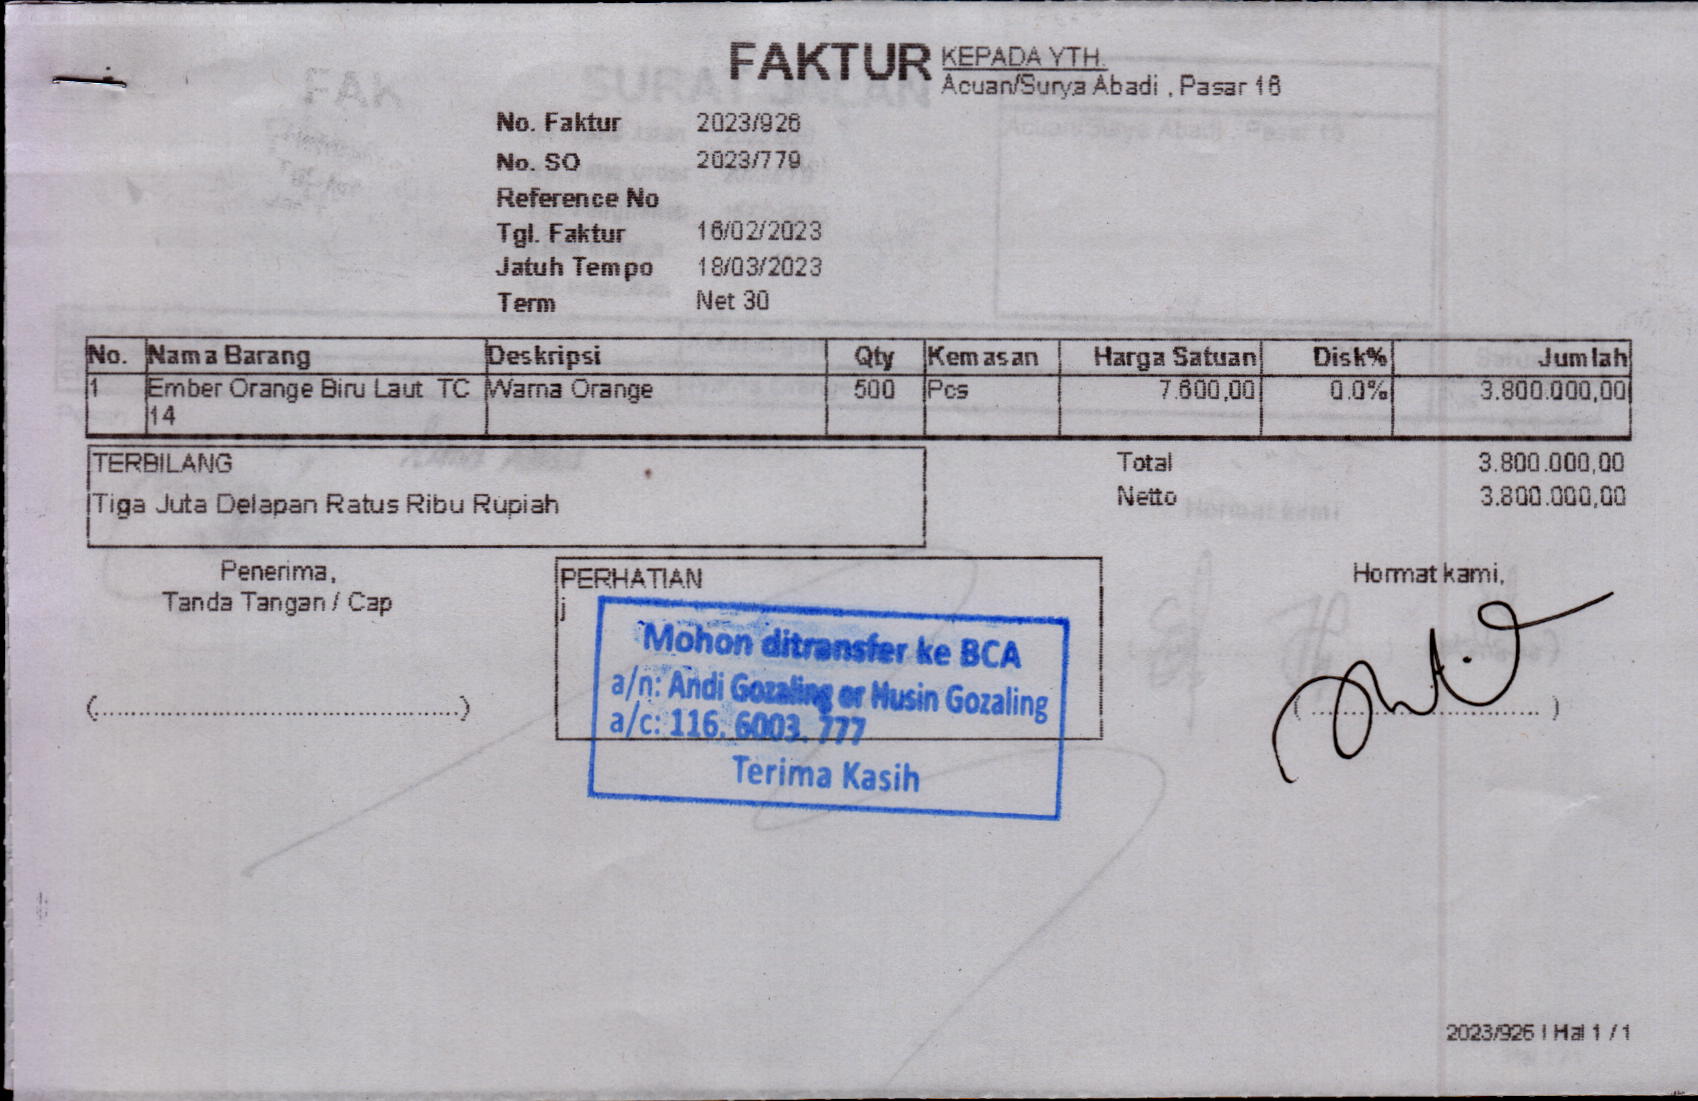 FAKTUR
KEPADA YTH.
Acuan/Surya Abadi , Pasar 16
No. Faktur 2023/926
No. SO 2023/779
Reference No
Tgl. Faktur 16/02/2023
Jatuh Tempo 18/03/2023
Term Net 30
No. Nama Barang Deskripsi Qty Kemasan Harga Satuan Disk% Jumlah
1 Ember Orange Biru Laut TC Warna Orange 500 Pcs 7.600,00 0.0% 3.800.000,00
14
TERBILANG
Tiga Juta Delapan Ratus Ribu Rupiah
Total 3.800.000,00
Netto 3.800.000,00
Penerima,
Tanda Tangan / Cap
(............................................)
PERHATIAN
j
Mohon ditransfer ke BCA
a/n: Andi Gozaling or Husin Gozaling
a/c: 116. 6003. 777
Terima Kasih
Hormat kami,
( ............................ )
2023/926 | Hal 1 / 1